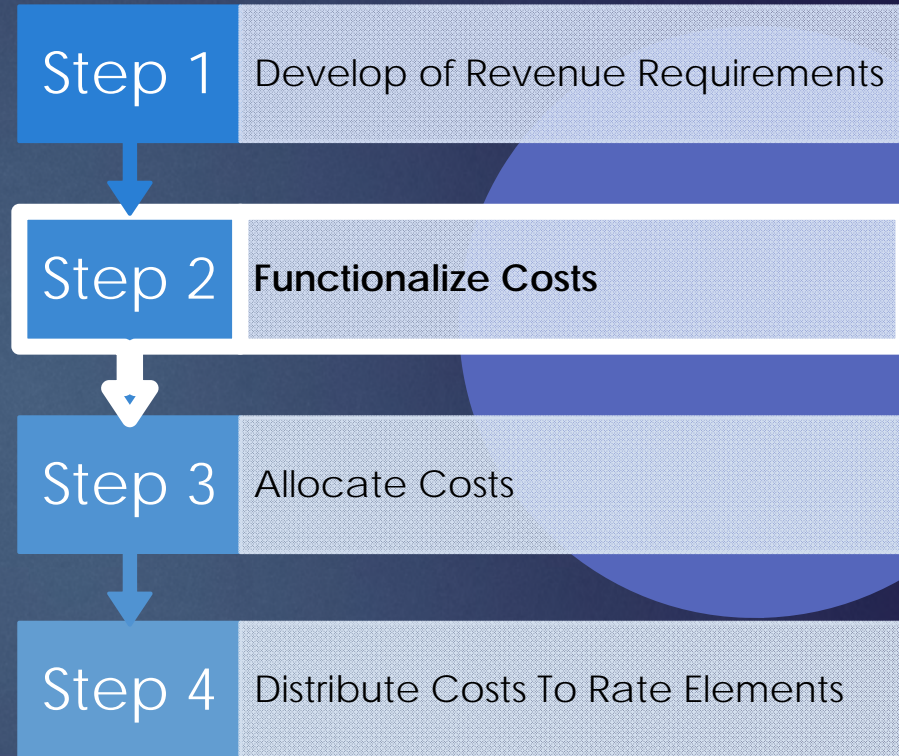 Step 1
Develop of Revenue Requirements
Step 2
Functionalize Costs
Step 3
Allocate Costs
Step 4
Distribute Costs To Rate Elements